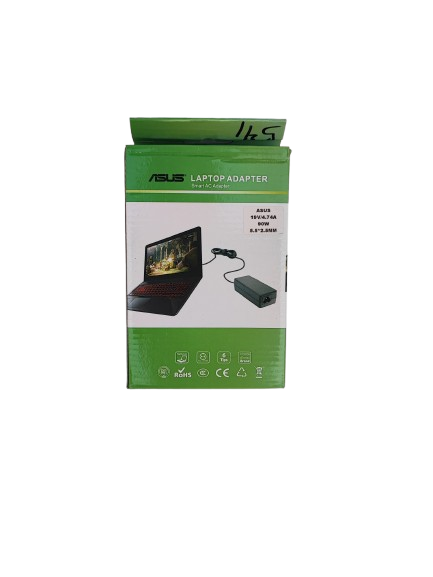 ASUS LAPTOP ADAPTER
Smart AC Adapter
ASUS
19V/4.74A
90W
5.5*2.5MM
RoHS
CE